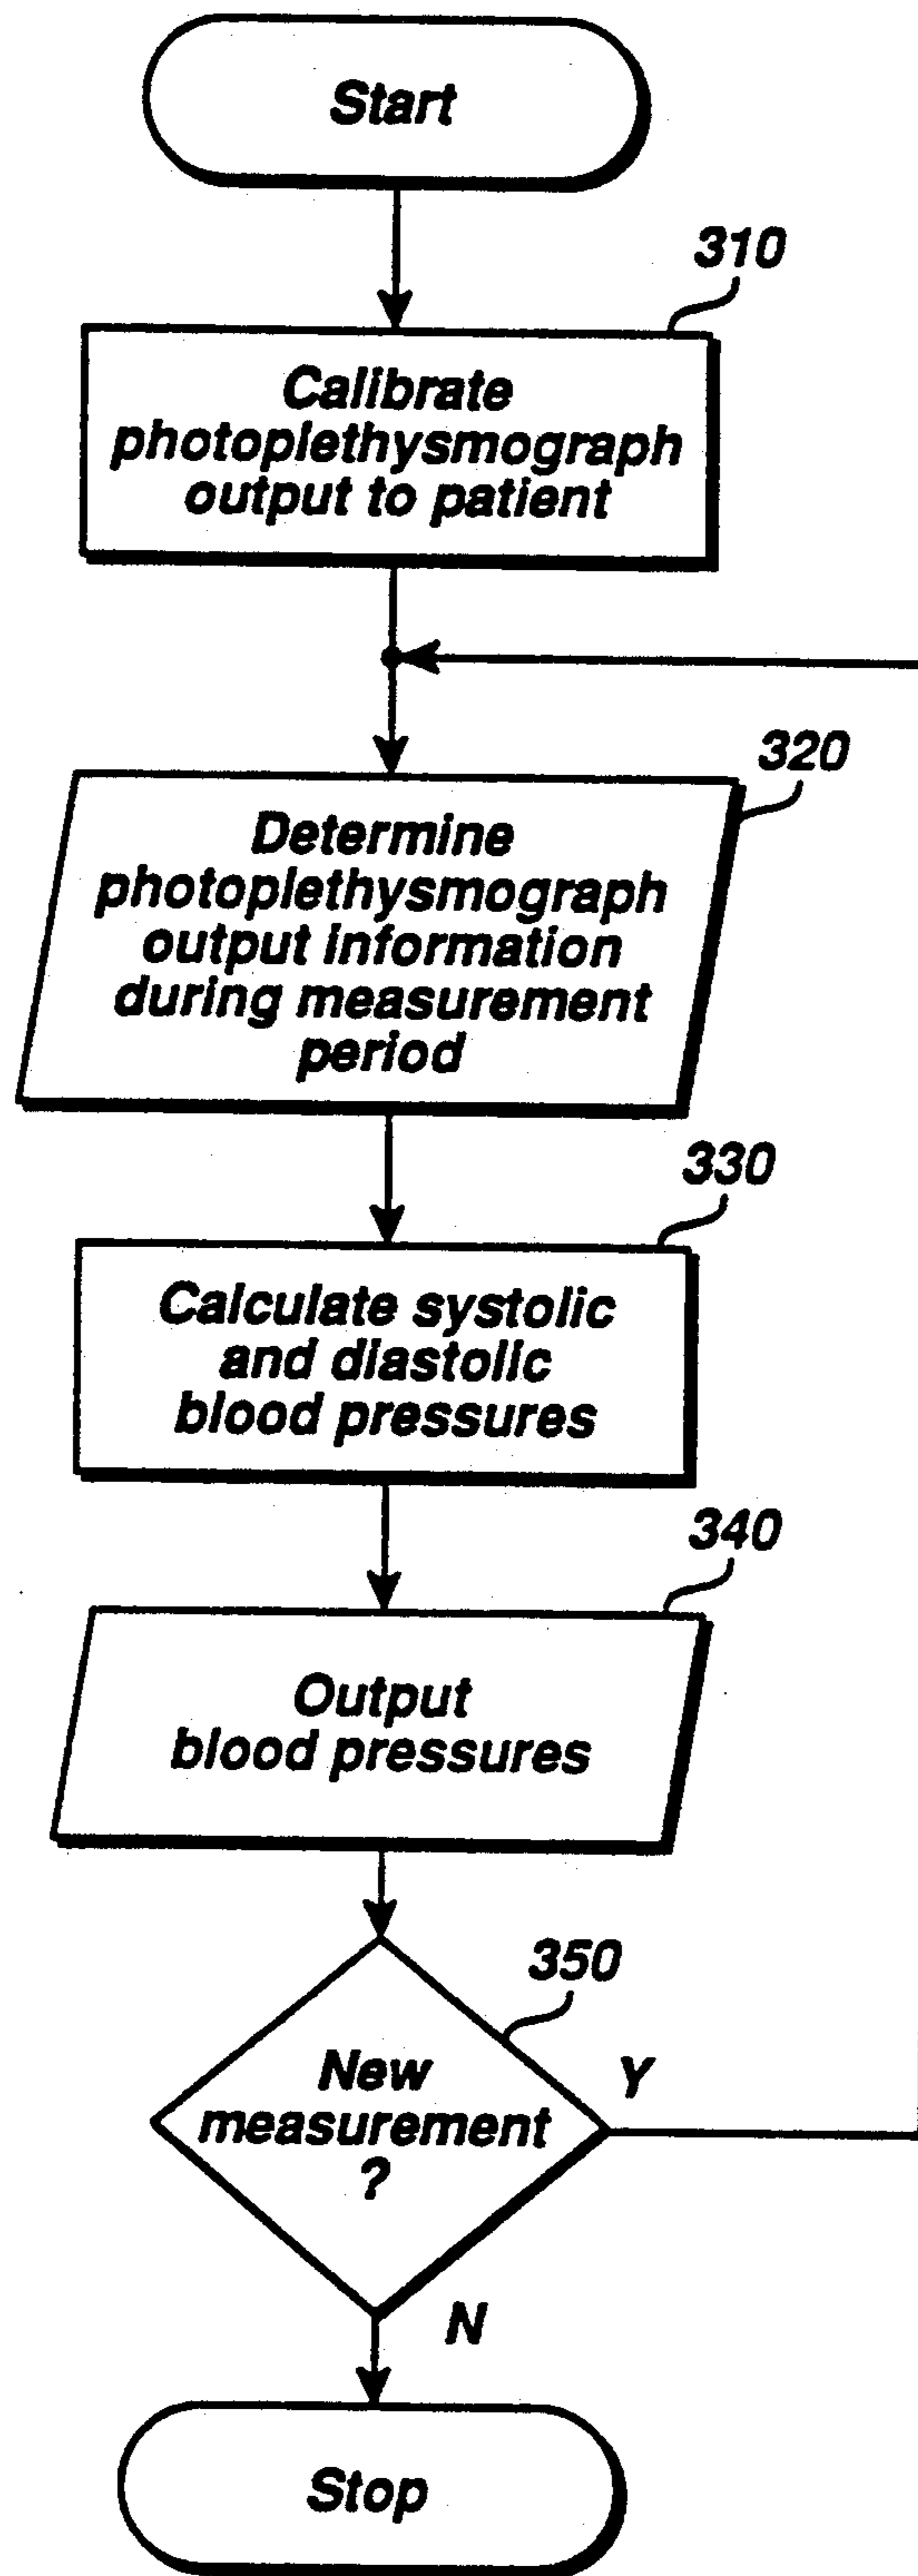 Start
310
Calibrate
photoplethysmograph
output to patient
320
Determine
photoplethysmograph
output information
during measurement
period
330
Calculate systolic
and diastolic
blood pressures
340
Output
blood pressures
350
New
measurement
?
Y
N
Stop